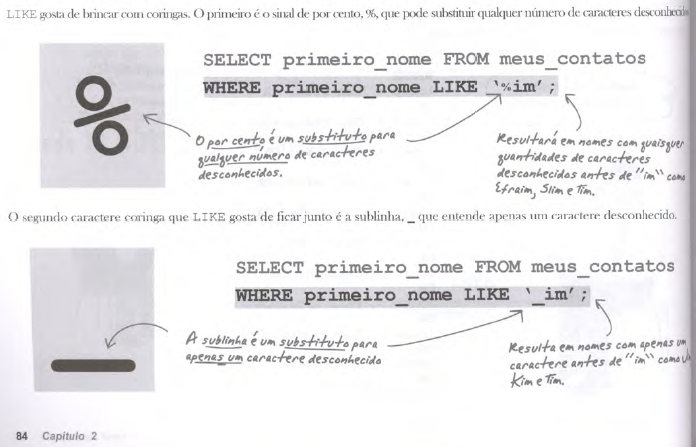 LIKE gosta de brincar com coringas. O primeiro é o sinal de por cento, %, que pode substituir qualquer número de caracteres
%
SELECT primeiro_nome FROM meus_contatos
WHERE primeiro_nome LIKE '%im';
O por cento é um substituto para
qualquer número de caracteres
desconhecidos.
Resultará em nomes com quaisquer
quantidades de caracteres
desconhecidos antes de "im" como
Efraim, Slim e Tim.
O segundo caractere coringa que LIKE gosta de ficar junto é a sublinha, _ que entende apenas um caractere desconhecido.
_
SELECT primeiro_nome FROM meus_contatos
WHERE primeiro_nome LIKE '_im';
A sublinha é um substituto para
apenas um caractere desconhecido
Resulta em nomes com apenas um
caractere antes de "im" como
Kim e Tim.
84 Capítulo 2